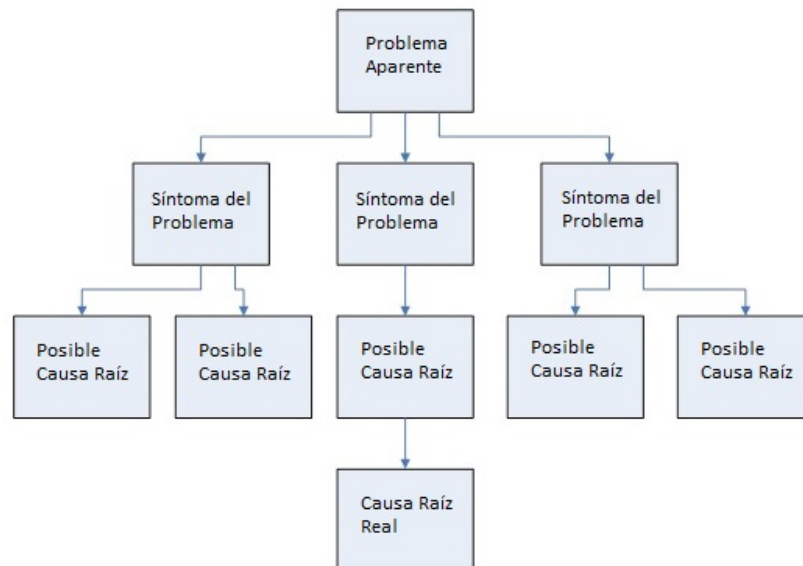 Problema
Aparente
Síntoma del
Problema
Síntoma del
Problema
Síntoma del
Problema
Posible
Causa Raíz
Posible
Causa Raíz
Posible
Causa Raíz
Posible
Causa Raíz
Posible
Causa Raíz
Causa Raíz
Real